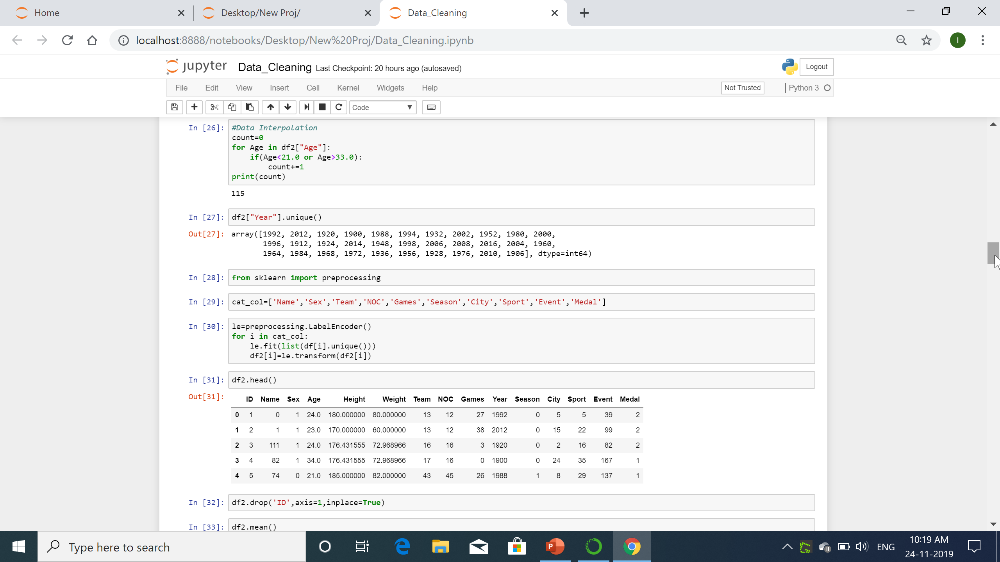 Home
Desktop/New Proj/
Data_Cleaning
localhost:8888/notebooks/Desktop/New%20Proj/Data_Cleaning.ipynb
I
jupyter Data_Cleaning Last Checkpoint: 20 hours ago (autosaved)
Logout
File Edit View Insert Cell Kernel Widgets Help
Not Trusted
Python 3
Code
In [26]: #Data Interpolation
count=0
for Age in df2["Age"]:
    if(Age<21.0 or Age>33.0):
        count+=1
print(count)
115
In [27]: df2["Year"].unique()
Out[27]: array([1992, 2012, 1920, 1900, 1988, 1994, 1932, 2002, 1952, 1980, 2000,
1996, 1912, 1924, 2014, 1948, 1998, 2006, 2008, 2016, 2004, 1960,
1964, 1984, 1968, 1972, 1936, 1956, 1928, 1976, 2010, 1906], dtype=int64)
In [28]: from sklearn import preprocessing
In [29]: cat_col=['Name','Sex','Team','NOC','Games','Season','City','Sport','Event','Medal']
In [30]: le=preprocessing.LabelEncoder()
for i in cat_col:
    le.fit(list(df[i].unique()))
    df2[i]=le.transform(df2[i])
In [31]: df2.head()
Out[31]:
ID Name Sex Age Height Weight Team NOC Games Year Season City Sport Event Medal
0 1 0 1 24.0 180.000000 80.000000 13 12 27 1992 0 5 5 39 2
1 2 1 1 23.0 170.000000 60.000000 13 12 38 2012 0 15 22 99 2
2 3 111 1 24.0 176.431555 72.968966 16 16 3 1920 0 2 16 82 2
3 4 82 1 34.0 176.431555 72.968966 17 16 0 1900 0 24 35 167 1
4 5 74 0 21.0 185.000000 82.000000 43 45 26 1988 1 8 29 137 1
In [32]: df2.drop('ID',axis=1,inplace=True)
In [33]: df2.mean()
Type here to search
P
ENG
10:19 AM
24-11-2019